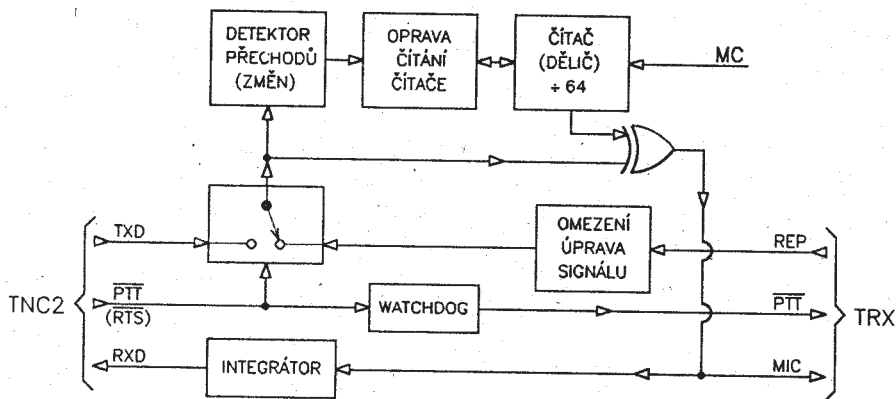 DETEKTOR
PŘECHODŮ
(ZMĚN)
OPRAVA
ČÍTÁNÍ
ČÍTAČE
ČÍTAČ
(DĚLIČ)
÷ 64
MC
TXD
OMEZENÍ
ÚPRAVA
SIGNÁLU
REP
TNC2
PTT
(RTS)
WATCHDOG
PTT
TRX
RXD
INTEGRÁTOR
MIC